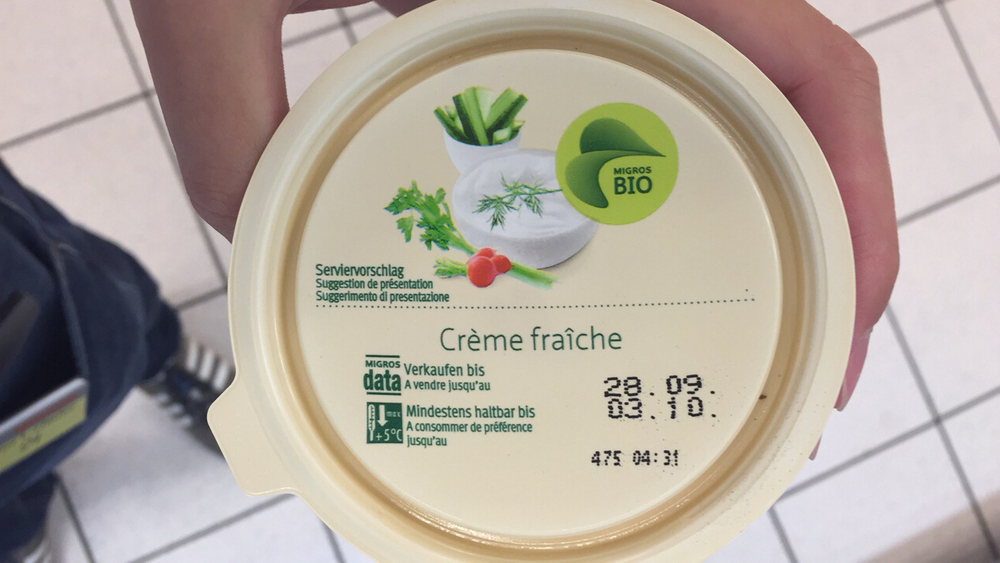 MIGROS
BIO
Serviervorschlag
Suggestion de présentation
Suggerimento di presentazione
Crème fraîche
MIGROS
data
Verkaufen bis
A vendre jusqu'au
28.09.
max
+5°C
Mindestens haltbar bis
A consommer de préférence
jusqu'au
03.10.
475 04:31